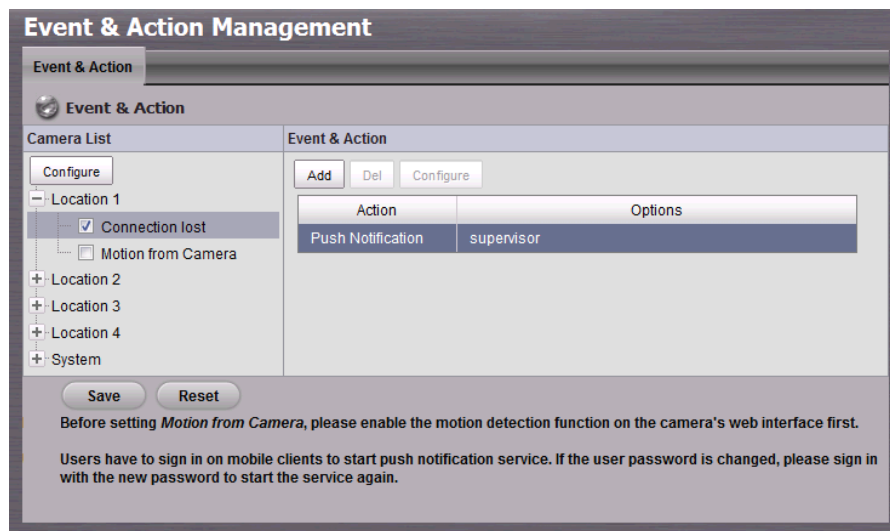 Event & Action Management
Event & Action
Event & Action
Camera List
Configure
Location 1
Connection lost
Motion from Camera
Location 2
Location 3
Location 4
System
Event & Action
Add Del Configure
Action Options
Push Notification supervisor
Save Reset
Before setting Motion from Camera, please enable the motion detection function on the camera's web interface first.
Users have to sign in on mobile clients to start push notification service. If the user password is changed, please sign in
with the new password to start the service again.